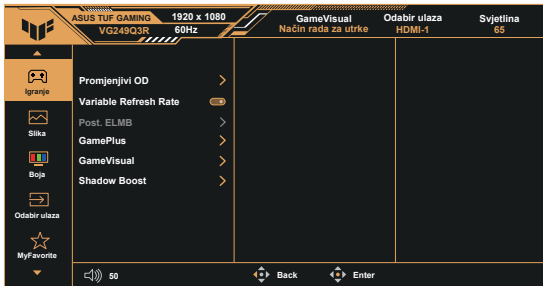 ASUS TUF GAMING 1920 x 1080 GameVisual Odabir ulaza Svjetlina
VG249Q3R 60Hz Način rada za utrke HDMI-1 65
Igranje
Slika
Boja
Odabir ulaza
MyFavorite
Promjenjivi OD
Variable Refresh Rate
Post. ELMB
GamePlus
GameVisual
Shadow Boost
50 Back Enter